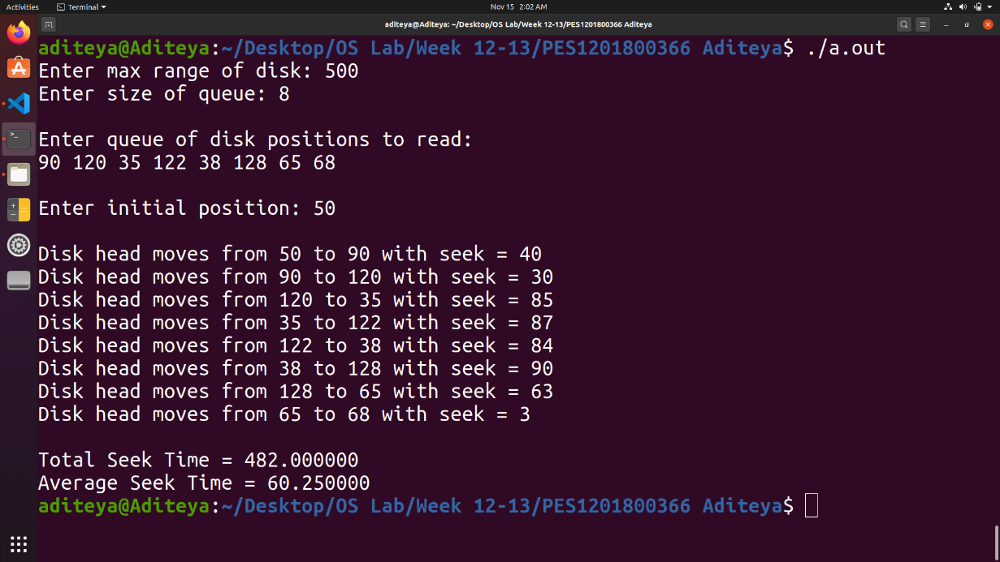 Activities Terminal Nov 15 2:02 AM
aditeya@Aditeya: ~/Desktop/OS Lab/Week 12-13/PES1201800366 Aditeya
aditeya@Aditeya:~/Desktop/OS Lab/Week 12-13/PES1201800366 Aditeya$ ./a.out
Enter max range of disk: 500
Enter size of queue: 8
Enter queue of disk positions to read:
90 120 35 122 38 128 65 68
Enter initial position: 50
Disk head moves from 50 to 90 with seek = 40
Disk head moves from 90 to 120 with seek = 30
Disk head moves from 120 to 35 with seek = 85
Disk head moves from 35 to 122 with seek = 87
Disk head moves from 122 to 38 with seek = 84
Disk head moves from 38 to 128 with seek = 90
Disk head moves from 128 to 65 with seek = 63
Disk head moves from 65 to 68 with seek = 3
Total Seek Time = 482.000000
Average Seek Time = 60.250000
aditeya@Aditeya:~/Desktop/OS Lab/Week 12-13/PES1201800366 Aditeya$